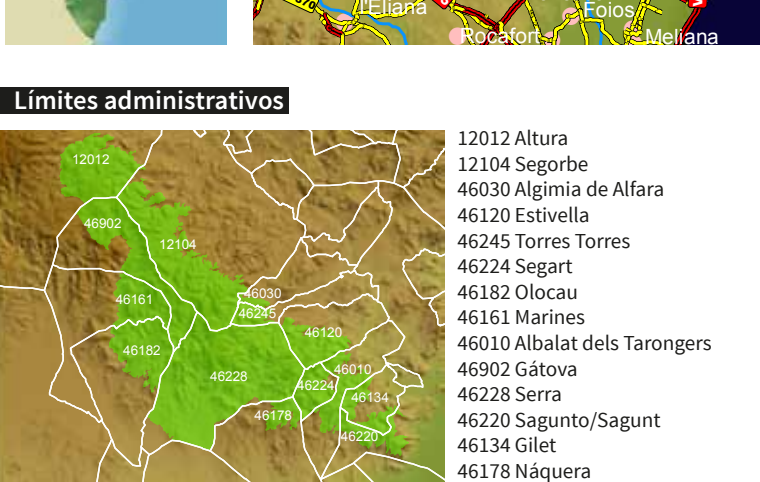 L'Eliana
Foios
Rocafort
Meliana
Límites administrativos
12012
46902
12104
46161
46030
46245
46182
46120
46010
46228
46224
46134
46178
46220
12012 Altura
12104 Segorbe
46030 Algimia de Alfara
46120 Estivella
46245 Torres Torres
46224 Segart
46182 Olocau
46161 Marines
46010 Albalat dels Tarongers
46902 Gátova
46228 Serra
46220 Sagunto/Sagunt
46134 Gilet
46178 Náquera